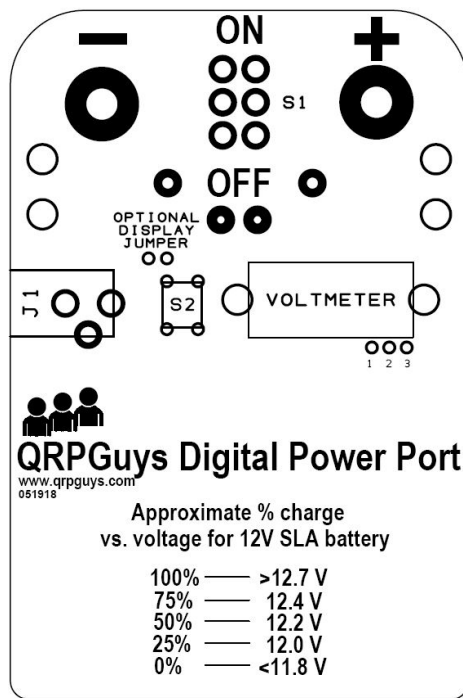 − ON +
S1
OFF
OPTIONAL
DISPLAY
JUMPER
J1
S2
VOLTMETER
1 2 3
QRPGuys Digital Power Port
www.qrpguys.com
051918
Approximate % charge
vs. voltage for 12V SLA battery
100% —— >12.7 V
75% —— 12.4 V
50% —— 12.2 V
25% —— 12.0 V
0% —— <11.8 V